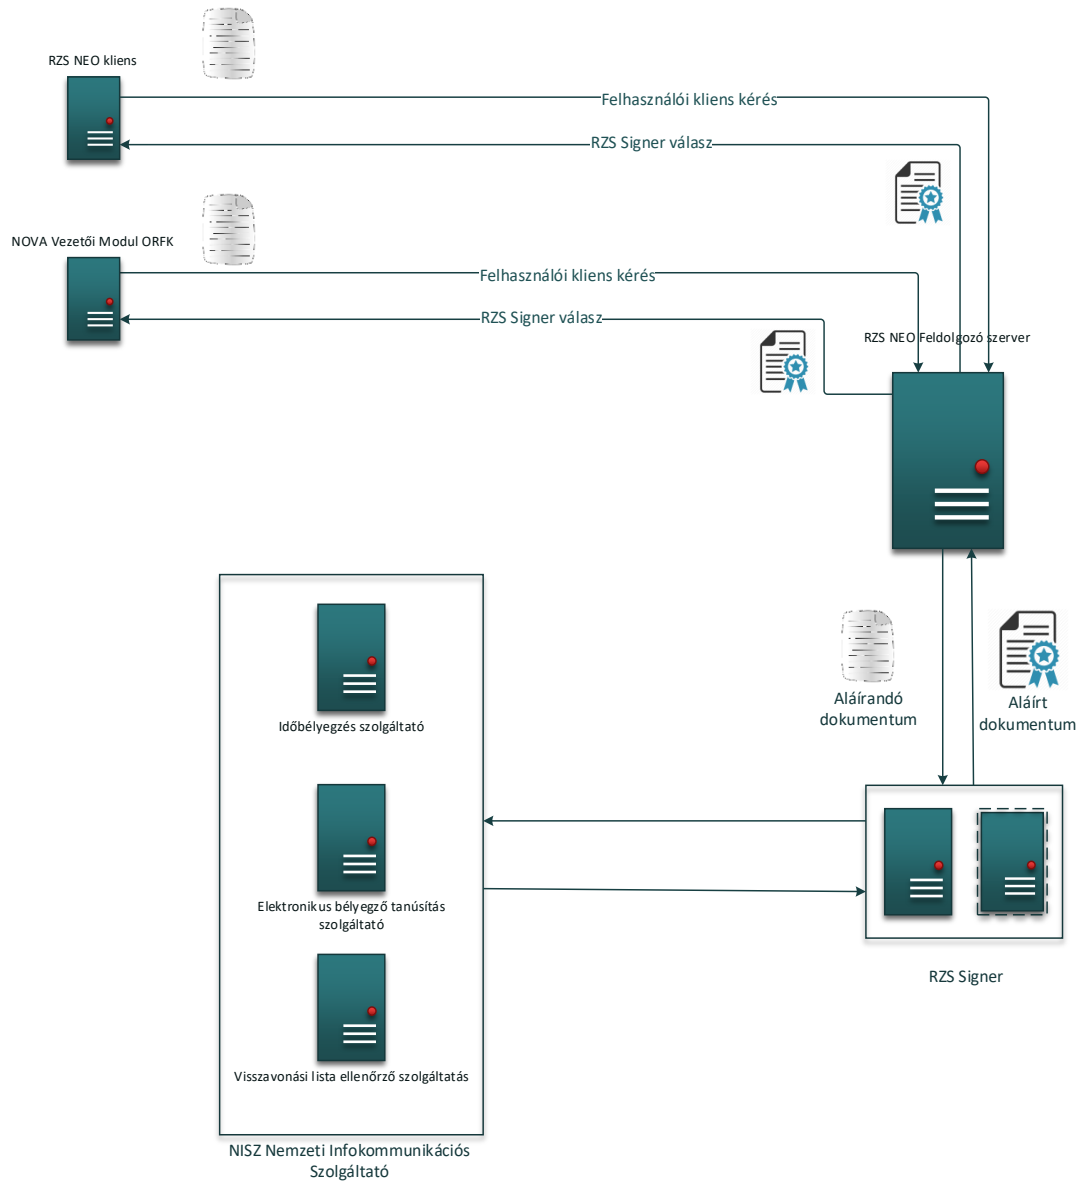 RZS NEO kliens
Felhasználói kliens kérés
RZS Signer válasz
NOVA Vezetői Modul ORFK
Felhasználói kliens kérés
RZS Signer válasz
RZS NEO Feldolgozó szerver
Aláírandó
dokumentum
Aláírt
dokumentum
Időbélyegzés szolgáltató
Elektronikus bélyegző tanúsítás
szolgáltató
Visszavonási lista ellenőrző szolgáltatás
RZS Signer
NISZ Nemzeti Infokommunikációs
Szolgáltató